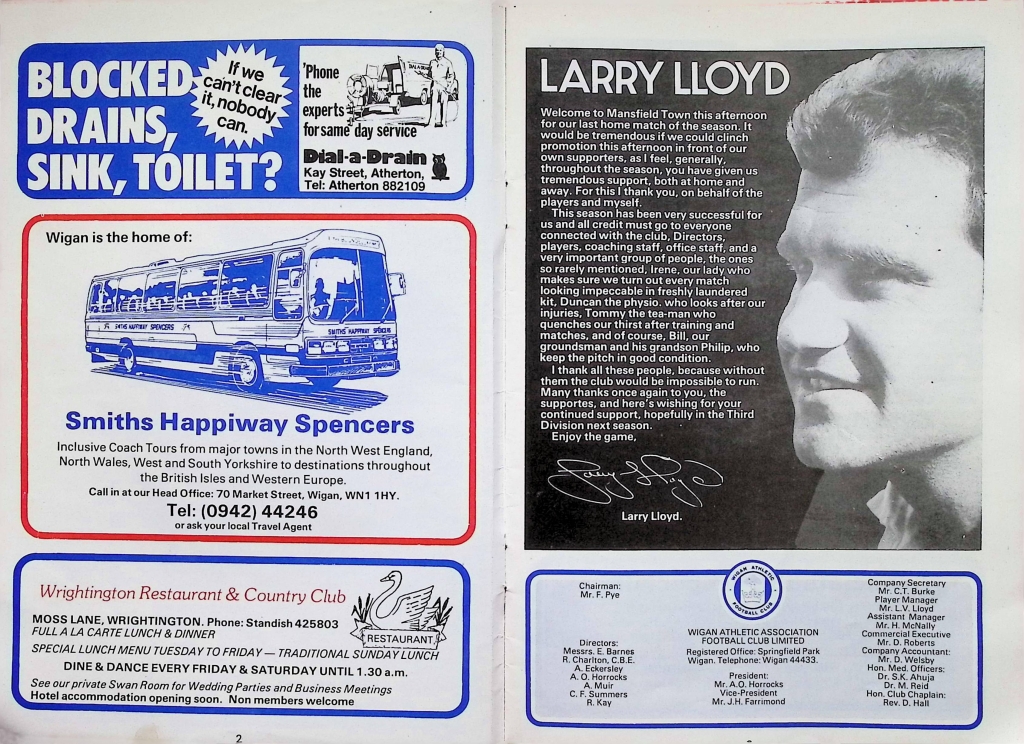 BLOCKED
DRAINS,
SINK, TOILET?
If we
can't clear
it, nobody
can.
'Phone
the
experts
for same day service
Dial-a-Drain
Kay Street, Atherton,
Tel: Atherton 882109
Wigan is the home of:
SMITHS HAPPIWAY SPENCERS
SMITHS HAPPIWAY SPENCERS
Smiths Happiway Spencers
Inclusive Coach Tours from major towns in the North West England,
North Wales, West and South Yorkshire to destinations throughout
the British Isles and Western Europe.
Call in at our Head Office: 70 Market Street, Wigan, WN1 1HY.
Tel: (0942) 44246
or ask your local Travel Agent
Wrightington Restaurant & Country Club
MOSS LANE, WRIGHTINGTON. Phone: Standish 425803
FULL A LA CARTE LUNCH & DINNER
RESTAURANT
SPECIAL LUNCH MENU TUESDAY TO FRIDAY — TRADITIONAL SUNDAY LUNCH
DINE & DANCE EVERY FRIDAY & SATURDAY UNTIL 1.30 a.m.
See our private Swan Room for Wedding Parties and Business Meetings
Hotel accommodation opening soon. Non members welcome
2
LARRY LLOYD
Welcome to Mansfield Town this afternoon
for our last home match of the season. It
would be tremendous if we could clinch
promotion this afternoon in front of our
own supporters, as I feel, generally,
throughout the season, you have given us
tremendous support, both at home and
away. For this I thank you, on behalf of the
players and myself.
This season has been very successful for
us and all credit must go to everyone
connected with the club, Directors,
players, coaching staff, office staff, and a
very important group of people, the ones
so rarely mentioned, Irene, our lady who
makes sure we turn out every match
looking impeccable in freshly laundered
kit, Duncan the physio. who looks after our
injuries, Tommy the tea-man who
quenches our thirst after training and
matches, and of course, Bill, our
groundsman and his grandson Philip, who
keep the pitch in good condition.
I thank all these people, because without
them the club would be impossible to run.
Many thanks once again to you, the
supportes, and here's wishing for your
continued support, hopefully in the Third
Division next season.
Enjoy the game,
Larry Lloyd
Larry Lloyd.
Chairman:
Mr. F. Pye
Directors:
Messrs. E. Barnes
R. Charlton, C.B.E.
A. Eckersley
A. O. Horrocks
A. Muir
C. F. Summers
R. Kay
WIGAN ATHLETIC
FOOTBALL CLUB
WIGAN ATHLETIC ASSOCIATION
FOOTBALL CLUB LIMITED
Registered Office: Springfield Park
Wigan. Telephone: Wigan 44433.
President:
Mr. A.O. Horrocks
Vice-President
Mr. J.H. Farrimond
Company Secretary
Mr. C.T. Burke
Player Manager
Mr. L.V. Lloyd
Assistant Manager
Mr. H. McNally
Commercial Executive
Mr. D. Roberts
Company Accountant:
Mr. D. Welsby
Hon. Med. Officers:
Dr. S.K. Ahuja
Dr. M. Reid
Hon. Club Chaplain:
Rev. D. Hall